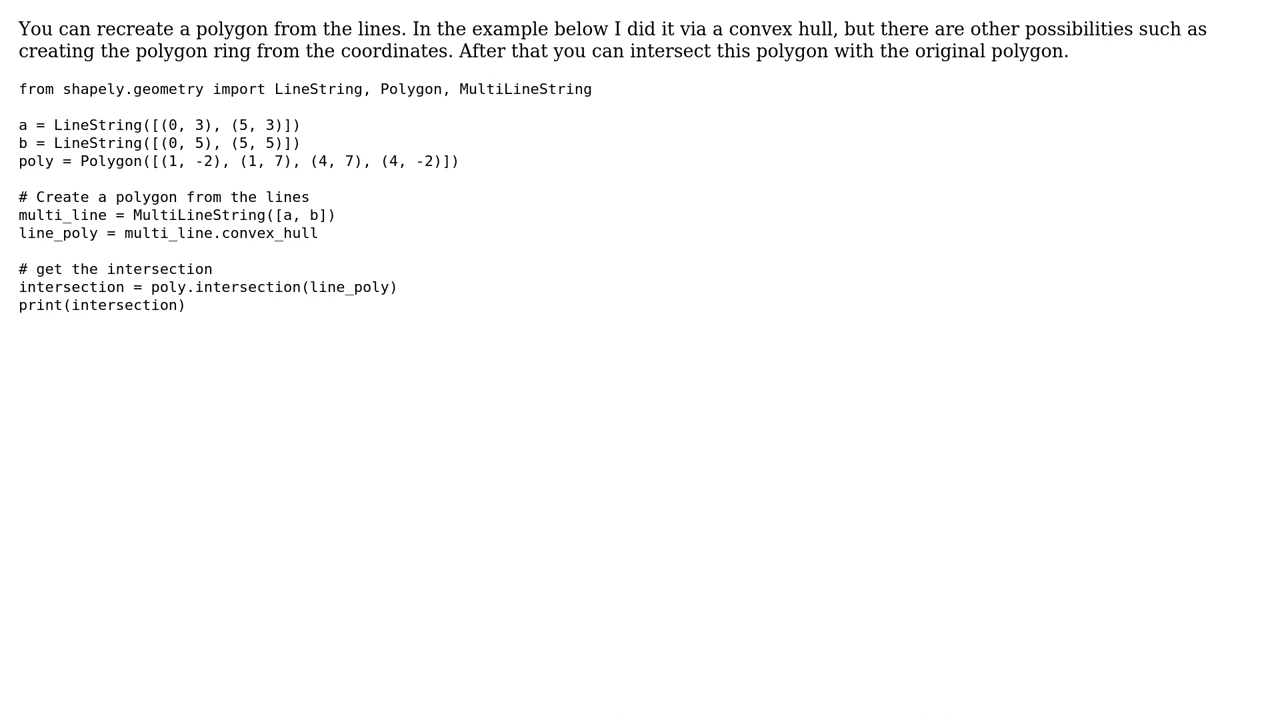 You can recreate a polygon from the lines. In the example below I did it via a convex hull, but there are other possibilities such as
creating the polygon ring from the coordinates. After that you can intersect this polygon with the original polygon.
from shapely.geometry import LineString, Polygon, MultiLineString
a = LineString([(0, 3), (5, 3)])
b = LineString([(0, 5), (5, 5)])
poly = Polygon([(1, -2), (1, 7), (4, 7), (4, -2)])
# Create a polygon from the lines
multi_line = MultiLineString([a, b])
line_poly = multi_line.convex_hull
# get the intersection
intersection = poly.intersection(line_poly)
print(intersection)